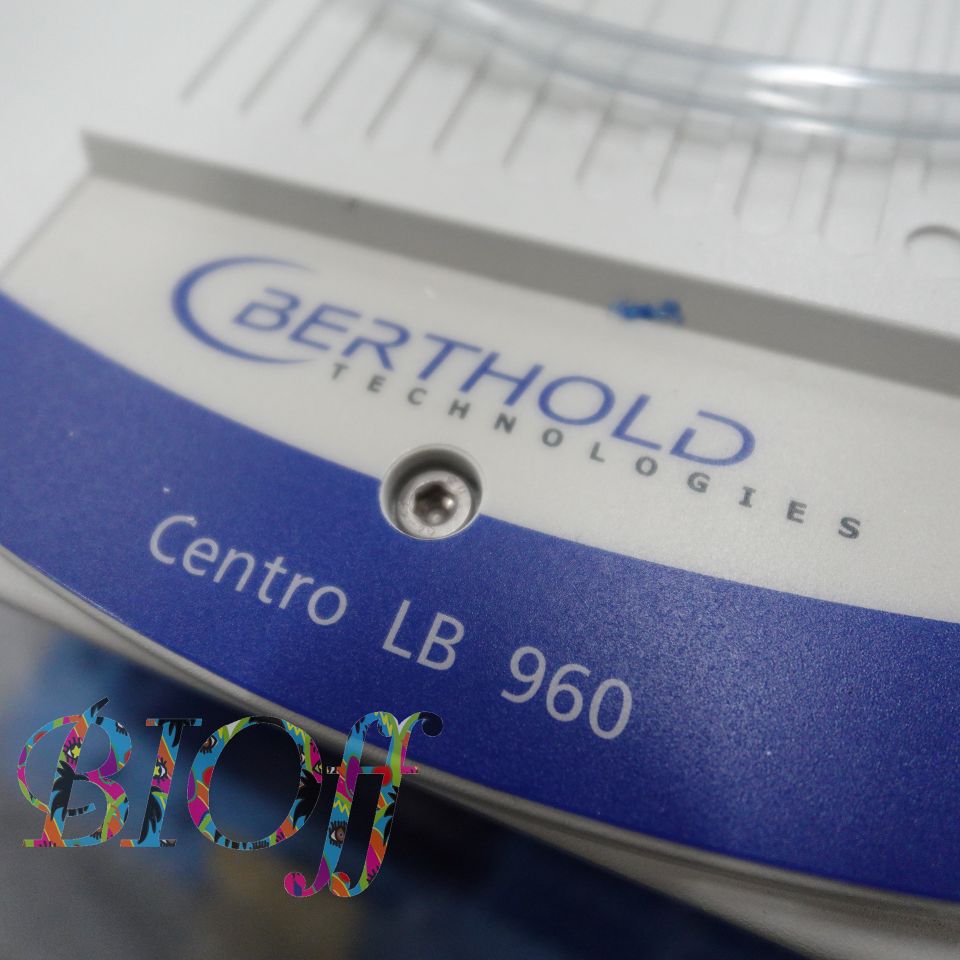 BERTHOLD
TECHNOLOGIES
Centro LB 960
BIOff